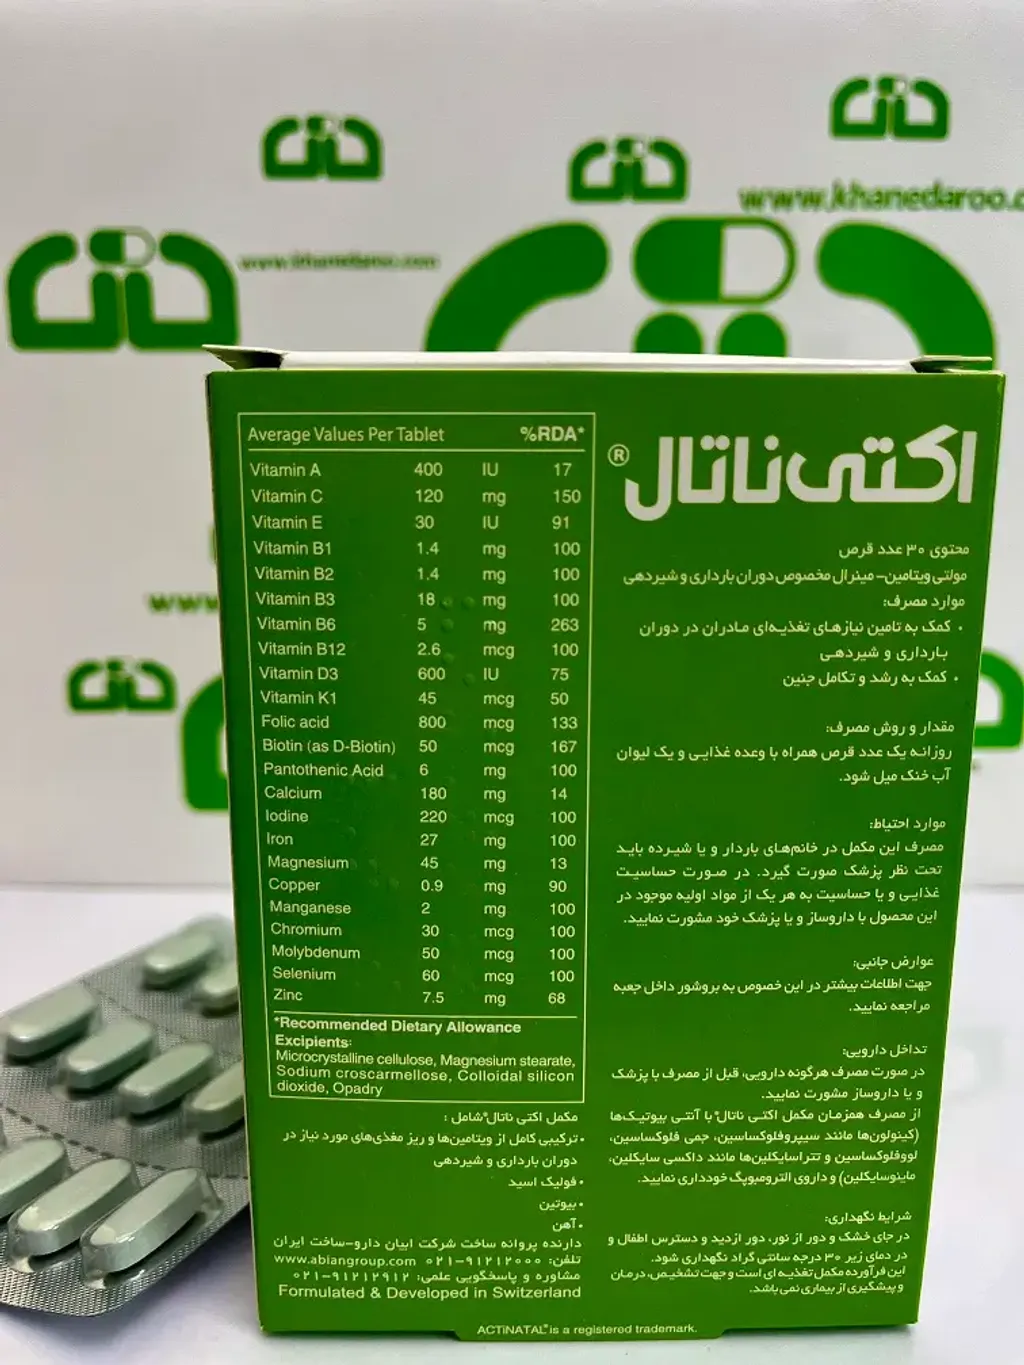 www.khanedaroo.c
www.khanedaroo.com
Average Values Per Tablet %RDA*
Vitamin A 400 IU 17
Vitamin C 120 mg 150
Vitamin E 30 IU 91
Vitamin B1 1.4 mg 100
Vitamin B2 1.4 mg 100
Vitamin B3 18 mg 100
Vitamin B6 5 mg 263
Vitamin B12 2.6 mcg 100
Vitamin D3 600 IU 75
Vitamin K1 45 mcg 50
Folic acid 800 mcg 133
Biotin (as D-Biotin) 50 mcg 167
Pantothenic Acid 6 mg 100
Calcium 180 mg 14
Iodine 220 mcg 100
Iron 27 mg 100
Magnesium 45 mg 13
Copper 0.9 mg 90
Manganese 2 mg 100
Chromium 30 mcg 100
Molybdenum 50 mcg 100
Selenium 60 mcg 100
Zinc 7.5 mg 68
*Recommended Dietary Allowance
Excipients:
Microcrystalline cellulose, Magnesium stearate,
Sodium croscarmellose, Colloidal silicon
dioxide, Opadry
مکمل اکتی ناتال® شامل :
• ترکیبی کامل از ویتامین‌ها و ریز مغذی‌های مورد نیاز در
دوران بارداری و شیردهی
• فولیک اسید
• بیوتین
• آهن
دارنده پروانه ساخت شرکت ابیان دارو-ساخت ایران
تلفن: ۹۱۲۱۲۰۰۰-۰۲۱ www.abiangroup.com
مشاوره و پاسخگویی علمی: ۹۱۲۱۲۹۱۲-۰۲۱
Formulated & Developed in Switzerland
اکتی ناتال®
محتوی ۳۰ عدد قرص
مولتی ویتامین- مینرال مخصوص دوران بارداری و شیردهی
موارد مصرف:
• کمک به تامین نیازهای تغذیه‌ای مادران در دوران
بارداری و شیردهی
• کمک به رشد و تکامل جنین
مقدار و روش مصرف:
روزانه یک عدد قرص همراه با وعده غذایی و یک لیوان
آب خنک میل شود.
موارد احتیاط:
مصرف این مکمل در خانم‌های باردار و یا شیرده باید
تحت نظر پزشک صورت گیرد. در صورت حساسیت
غذایی و یا حساسیت به هر یک از مواد اولیه موجود در
این محصول با داروساز و یا پزشک خود مشورت نمایید.
عوارض جانبی:
جهت اطلاعات بیشتر در این خصوص به بروشور داخل جعبه
مراجعه نمایید.
تداخل دارویی:
در صورت مصرف هرگونه دارویی، قبل از مصرف با پزشک
و یا داروساز مشورت نمایید.
از مصرف همزمان مکمل اکتی ناتال® با آنتی بیوتیک‌ها
(کینولون‌ها مانند سیپروفلوکساسین، جمی فلوکساسین،
لووفلوکساسین و تتراسایکلین‌ها مانند داکسی سایکلین،
ماینوسایکلین) و داروی الترومبوپگ خودداری نمایید.
شرایط نگهداری:
در جای خشک و دور از نور، دور ازدید و دسترس اطفال و
در دمای زیر ۳۰ درجه سانتی گراد نگهداری شود.
این فرآورده مکمل تغذیه ای است و جهت تشخیص، درمان
و پیشگیری از بیماری نمی باشد.
ACTiNATAL® is a registered trademark.